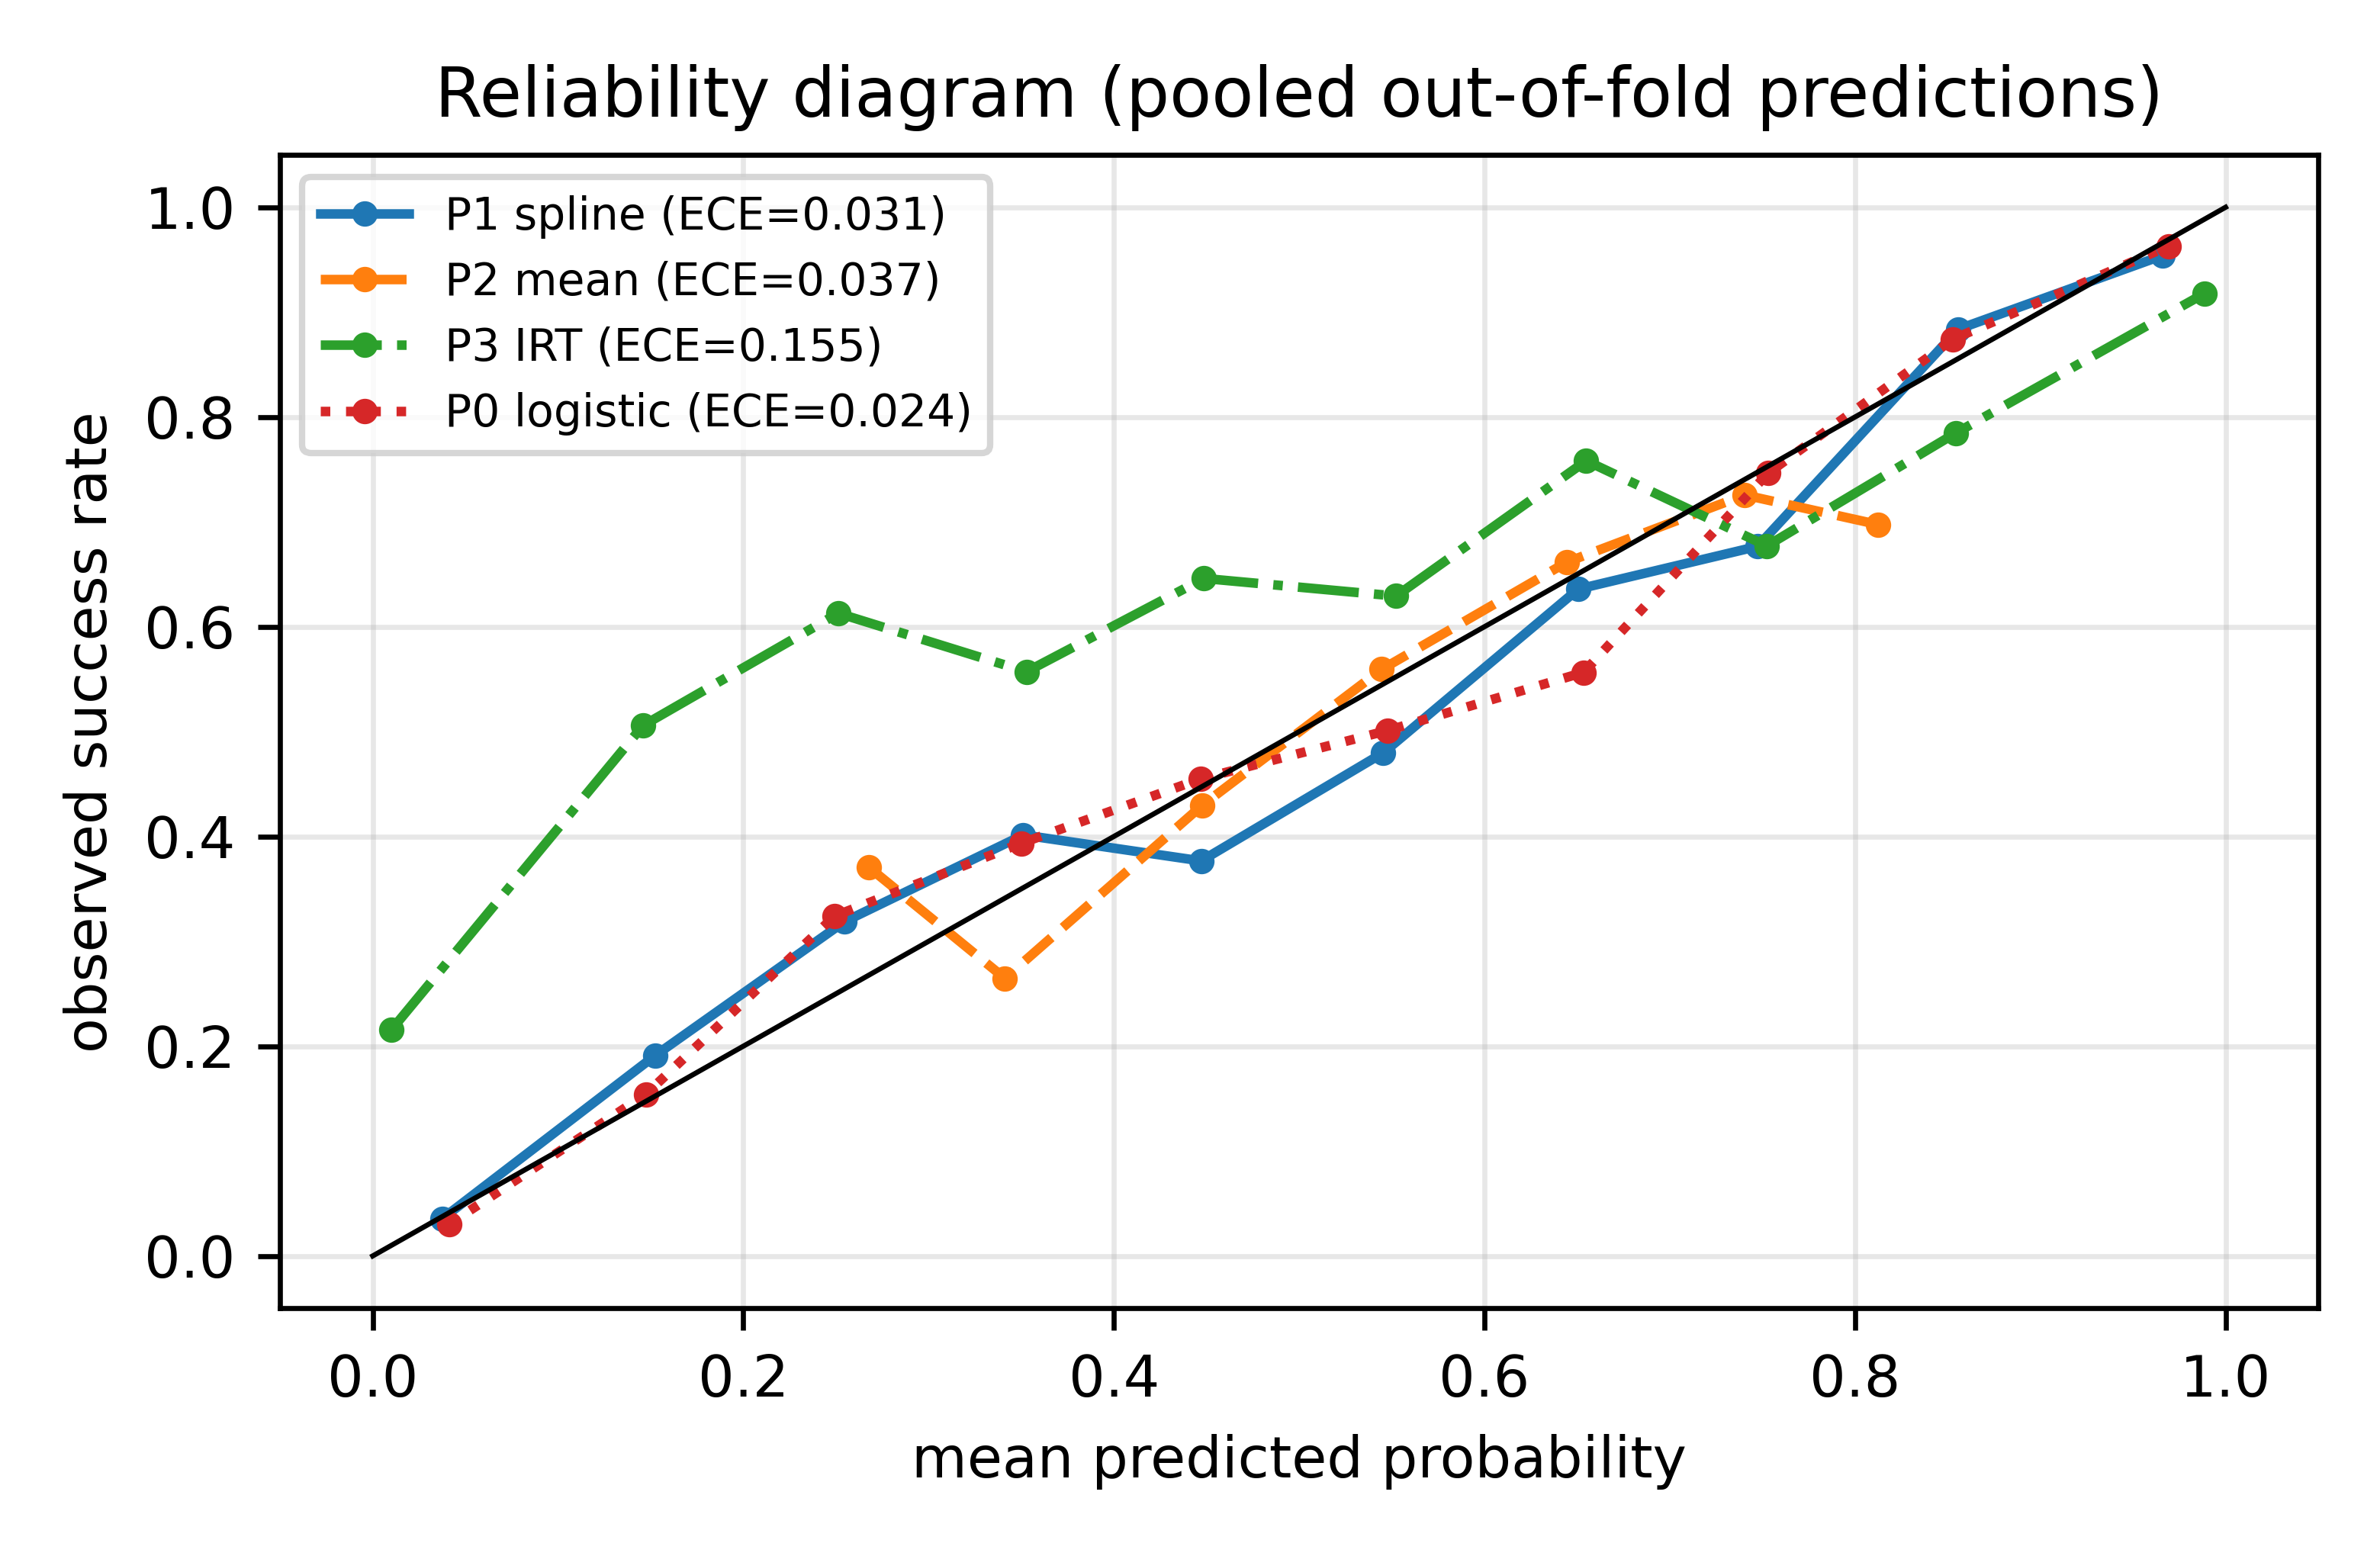 Reliability diagram (pooled out-of-fold predictions)
P1 spline (ECE=0.031)
P2 mean (ECE=0.037)
P3 IRT (ECE=0.155)
P0 logistic (ECE=0.024)
observed success rate
1.0
0.8
0.6
0.4
0.2
0.0
0.0 0.2 0.4 0.6 0.8 1.0
mean predicted probability